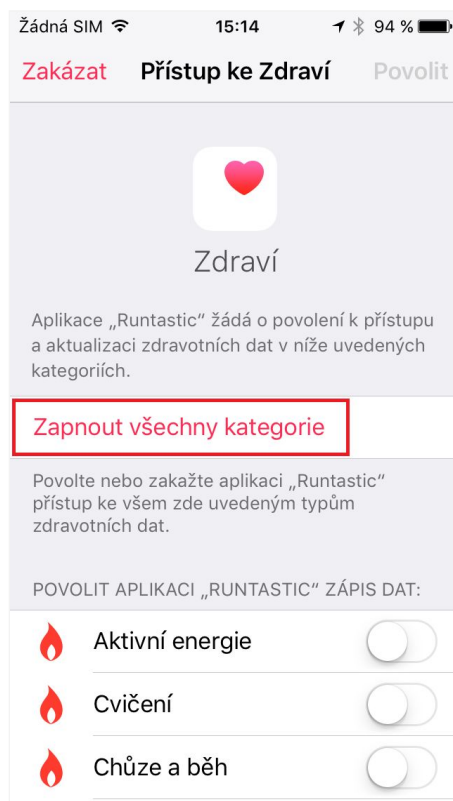 Žádná SIM 15:14 94 %
Zakázat Přístup ke Zdraví Povolit
Zdraví
Aplikace „Runtastic“ žádá o povolení k přístupu
a aktualizaci zdravotních dat v níže uvedených
kategoriích.
Zapnout všechny kategorie
Povolte nebo zakažte aplikaci „Runtastic“
přístup ke všem zde uvedeným typům
zdravotních dat.
POVOLIT APLIKACI „RUNTASTIC“ ZÁPIS DAT:
Aktivní energie
Cvičení
Chůze a běh